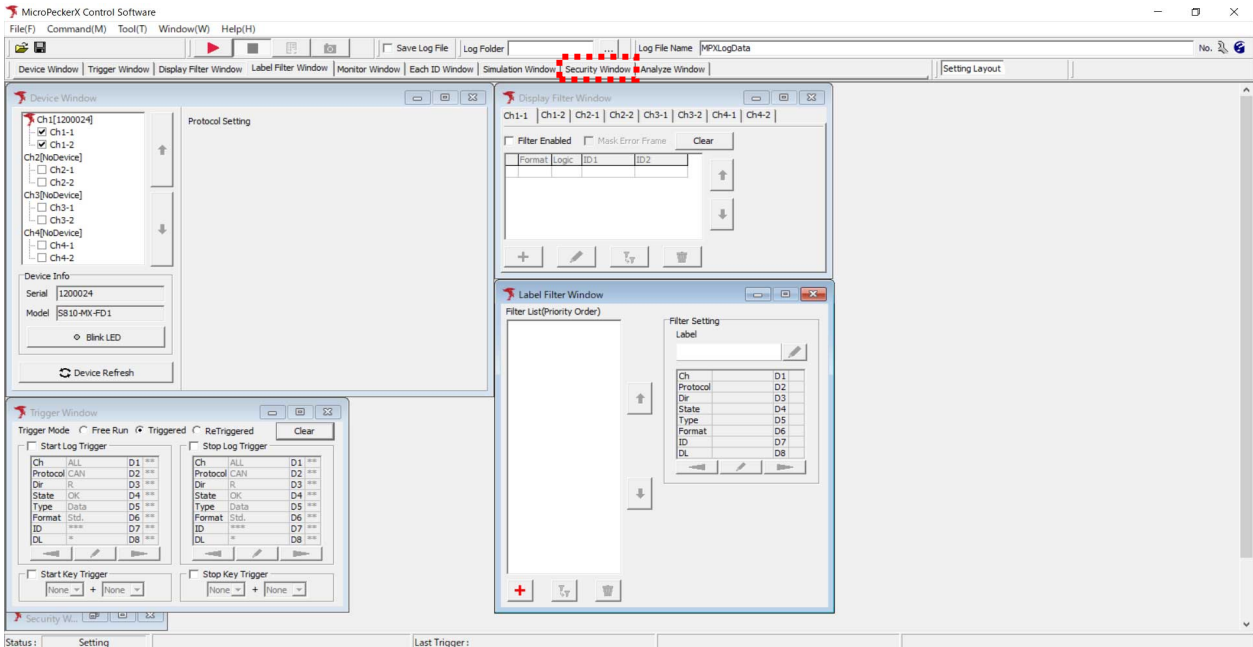 MicroPeckerX Control Software
File(F) Command(M) Tool(T) Window(W) Help(H)
Save Log File Log Folder ... Log File Name MPXLogData No.
Device Window Trigger Window Display Filter Window Label Filter Window Monitor Window Each ID Window Simulation Window Security Window Analyze Window Setting Layout
Device Window
Ch1[1200024]
Ch1-1
Ch1-2
Ch2[NoDevice]
Ch2-1
Ch2-2
Ch3[NoDevice]
Ch3-1
Ch3-2
Ch4[NoDevice]
Ch4-1
Ch4-2
Protocol Setting
Device Info
Serial 1200024
Model S810-MX-FD1
Blink LED
Device Refresh
Display Filter Window
Ch1-1 Ch1-2 Ch2-1 Ch2-2 Ch3-1 Ch3-2 Ch4-1 Ch4-2
Filter Enabled Mask Error Frame Clear
Format Logic ID1 ID2
Label Filter Window
Filter List(Priority Order)
Filter Setting
Label
Ch D1
Protocol D2
Dir D3
State D4
Type D5
Format D6
ID D7
DL D8
Trigger Window
Trigger Mode Free Run Triggered ReTriggered Clear
Start Log Trigger
Ch ALL D1 **
Protocol CAN D2 **
Dir R D3 **
State OK D4 **
Type Data D5 **
Format Std. D6 **
ID *** D7 **
DL * D8 **
Stop Log Trigger
Ch ALL D1 **
Protocol CAN D2 **
Dir R D3 **
State OK D4 **
Type Data D5 **
Format Std. D6 **
ID *** D7 **
DL * D8 **
Start Key Trigger
None + None
Stop Key Trigger
None + None
Security W...
Status : Setting Last Trigger :